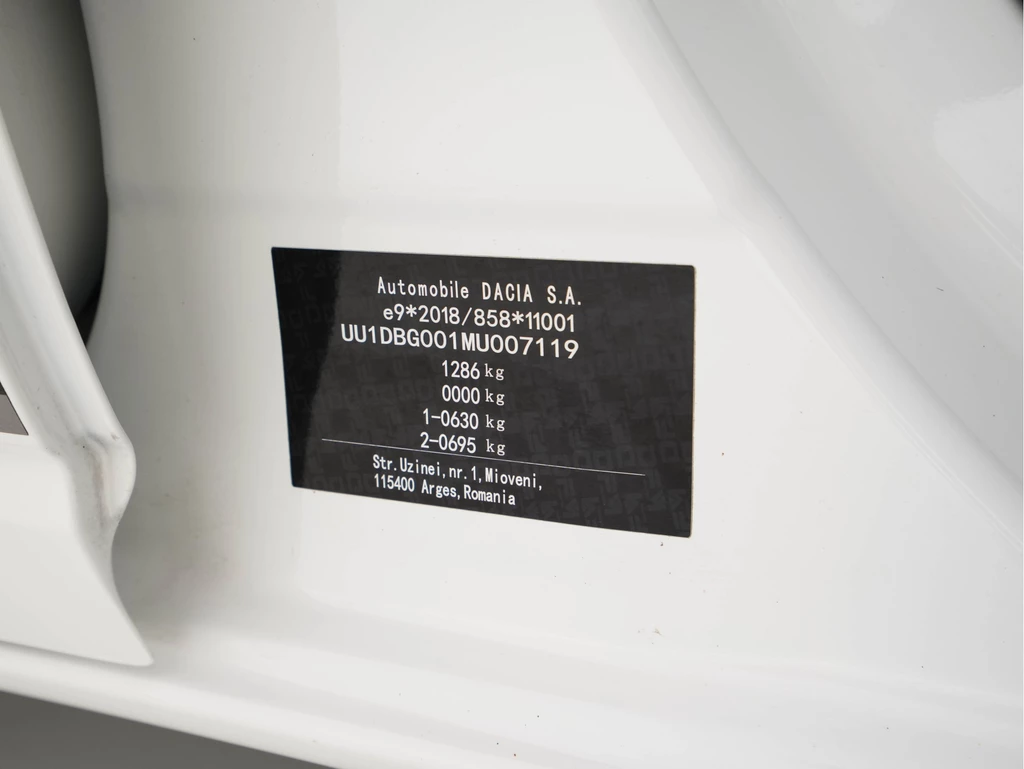 Automobile DACIA S.A.
e9*2018/858*11001
UU1DBG001MU007119
1286 kg
0000 kg
1-0630 kg
2-0695 kg
Str.Uzinei,nr.1,Mioveni,
115400 Arges,Romania